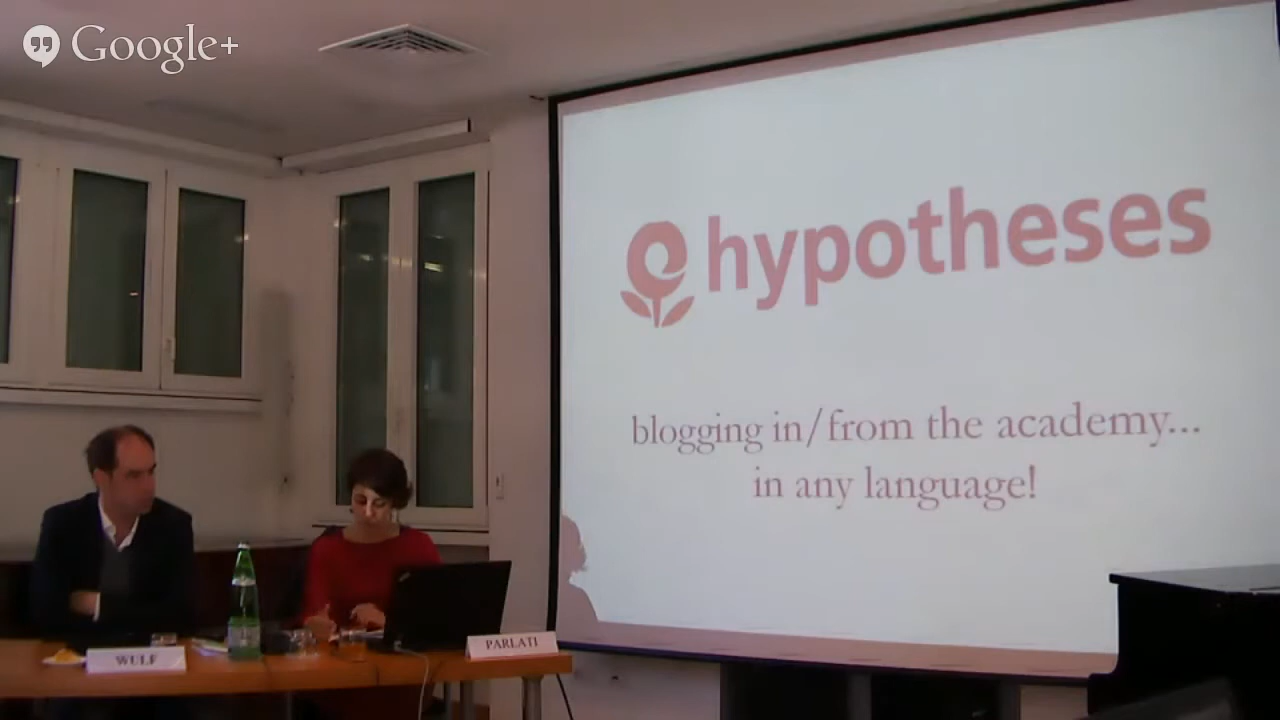 Google+
hypotheses
blogging in/from the academy...
in any language!
WULF
PARLATI